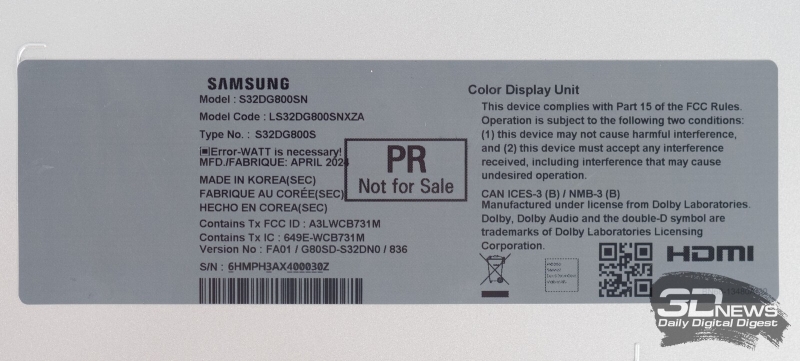 SAMSUNG
Model : S32DG800SN
Model Code : LS32DG800SNXZA
Type No. : S32DG800S
Error-WATT is necessary!
MFD./FABRIQUE: APRIL 2024
MADE IN KOREA(SEC)
FABRIQUE AU CORÉE(SEC)
HECHO EN COREA(SEC)
Contains Tx FCC ID : A3LWCB731M
Contains Tx IC : 649E-WCB731M
Version No : FA01 / G80SD-S32DN0 / 836
S/N : 6HMPH3AX400030Z
PR
Not for Sale
Color Display Unit
This device complies with Part 15 of the FCC Rules.
Operation is subject to the following two conditions:
(1) this device may not cause harmful interference,
and (2) this device must accept any interference
received, including interference that may cause
undesired operation.
CAN ICES-3 (B) / NMB-3 (B)
Manufactured under license from Dolby Laboratories.
Dolby, Dolby Audio and the double-D symbol are
trademarks of Dolby Laboratories Licensing
Corporation.
HDMI
3DNEWS
Daily Digital Digest